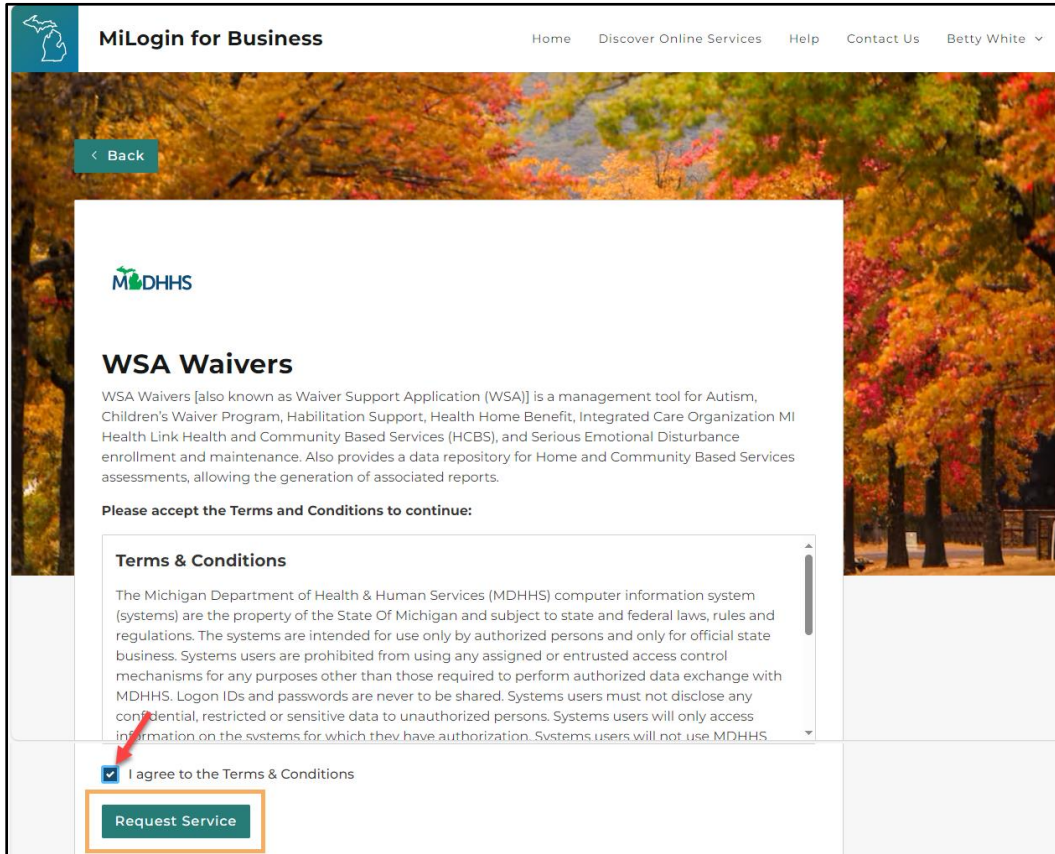 MiLogin for Business
Home Discover Online Services Help Contact Us Betty White
Back
MDHHS
WSA Waivers
WSA Waivers [also known as Waiver Support Application (WSA)] is a management tool for Autism,
Children's Waiver Program, Habilitation Support, Health Home Benefit, Integrated Care Organization MI
Health Link Health and Community Based Services (HCBS), and Serious Emotional Disturbance
enrollment and maintenance. Also provides a data repository for Home and Community Based Services
assessments, allowing the generation of associated reports.
Please accept the Terms and Conditions to continue:
Terms & Conditions
The Michigan Department of Health & Human Services (MDHHS) computer information system
(systems) are the property of the State Of Michigan and subject to state and federal laws, rules and
regulations. The systems are intended for use only by authorized persons and only for official state
business. Systems users are prohibited from using any assigned or entrusted access control
mechanisms for any purposes other than those required to perform authorized data exchange with
MDHHS. Logon IDs and passwords are never to be shared. Systems users must not disclose any
confidential, restricted or sensitive data to unauthorized persons. Systems users will only access
information on the systems for which they have authorization. Systems users will not use MDHHS
I agree to the Terms & Conditions
Request Service